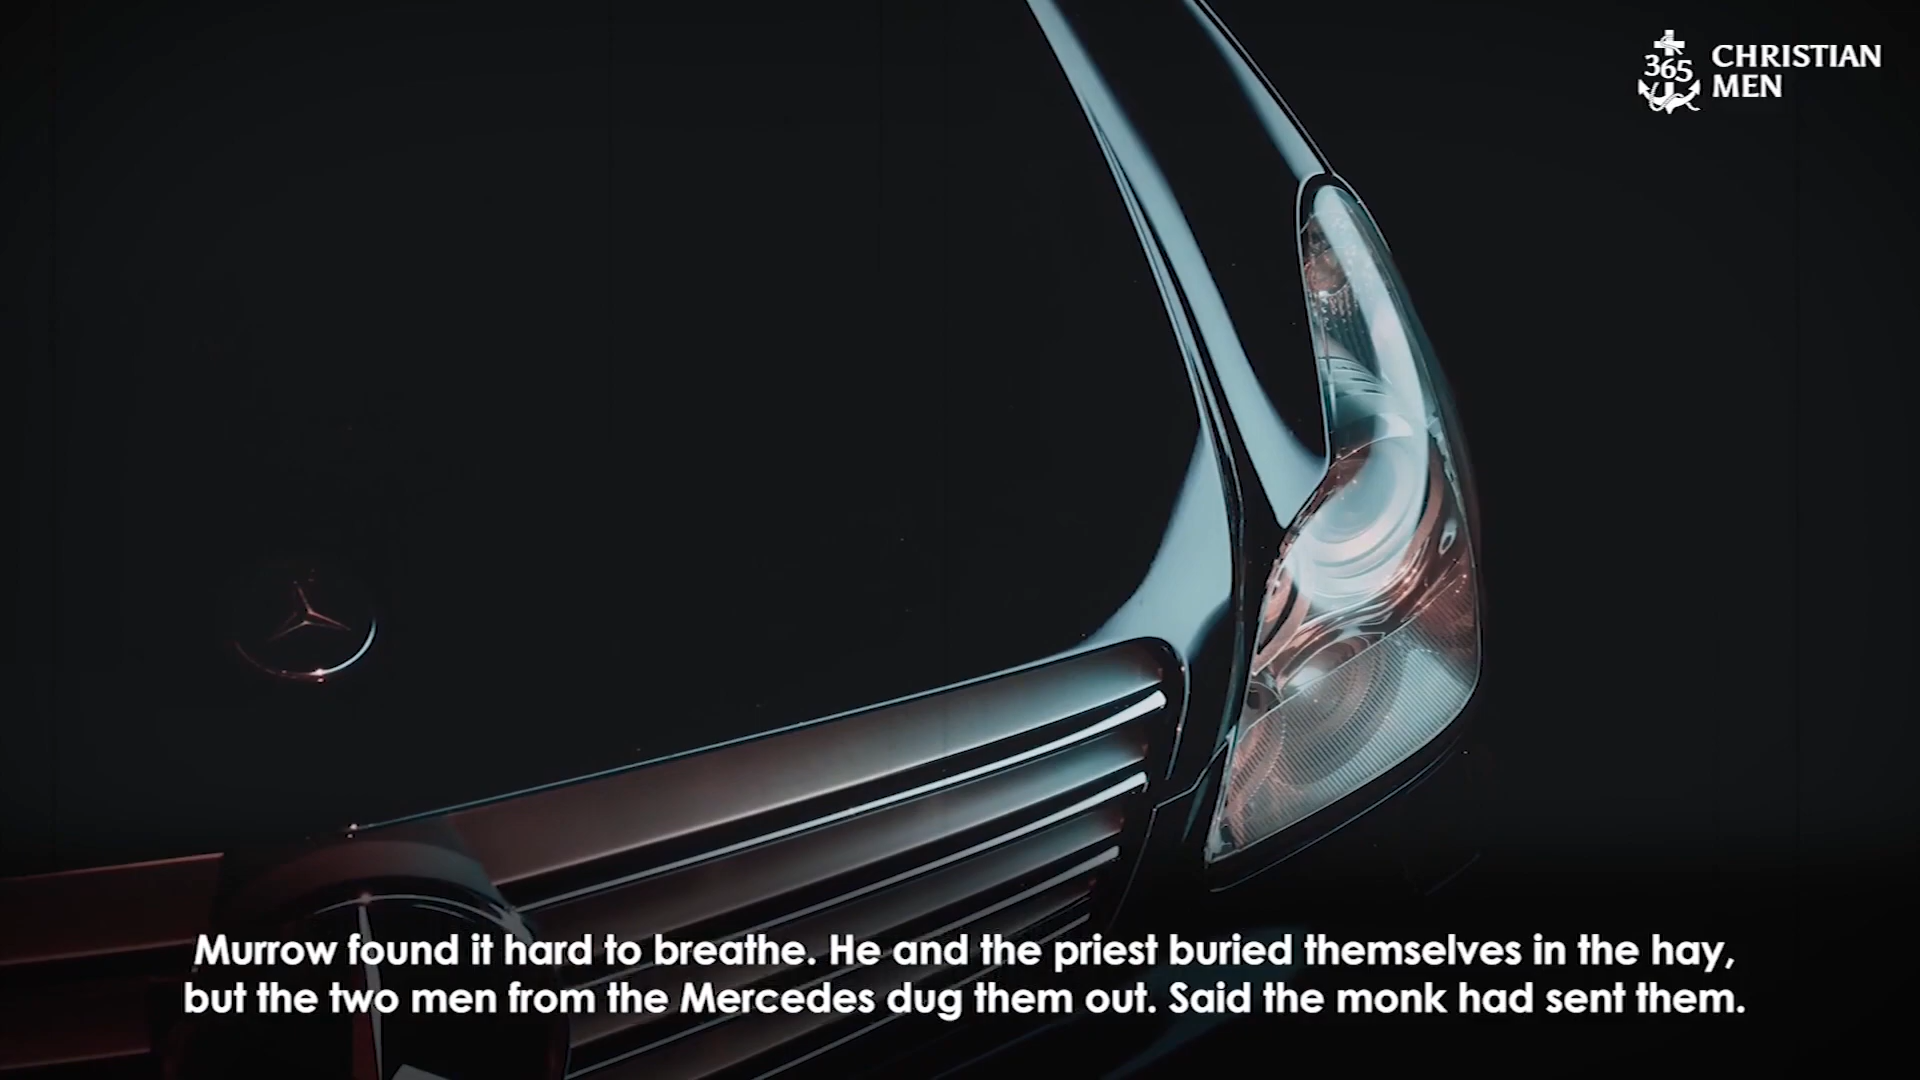 365
CHRISTIAN
MEN
Murrow found it hard to breathe. He and the priest buried themselves in the hay,
but the two men from the Mercedes dug them out. Said the monk had sent them.